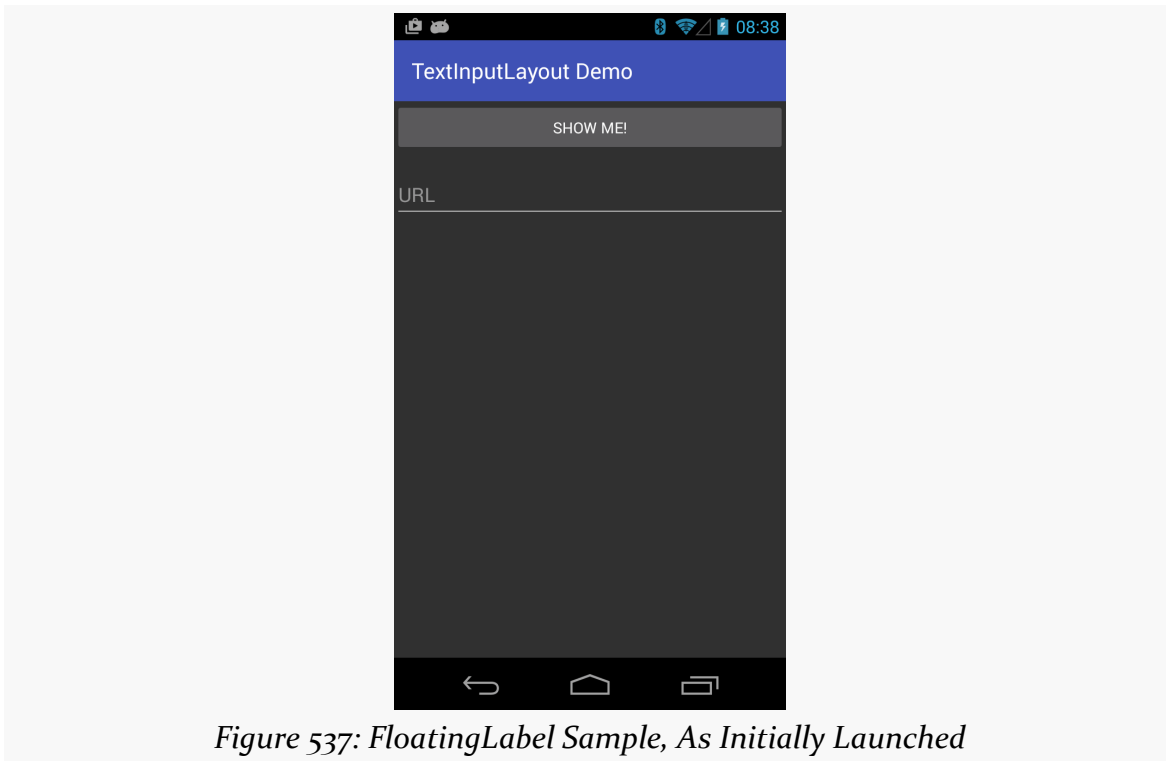 08:38
TextInputLayout Demo
SHOW ME!
URL
Figure 537: FloatingLabel Sample, As Initially Launched